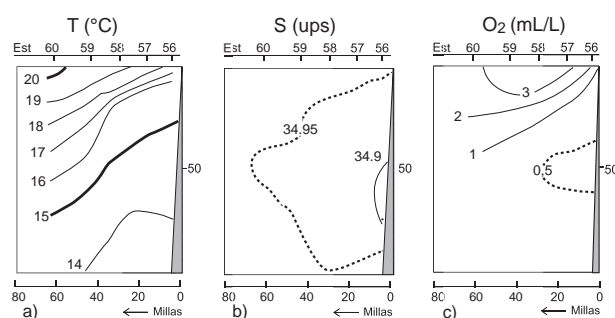 T (°C)
S (ups)
O2 (mL/L)
Est 60 59 58 57 56
Est 60 59 58 57 56
Est 60 59 58 57 56
20
19
18
17
16
15
14
50
34.95
34.9
50
3
2
1
0,5
50
80 60 40 20 0
80 60 40 20 0
80 60 40 20 0
a) ← Millas
b) ← Millas
c) ← Millas